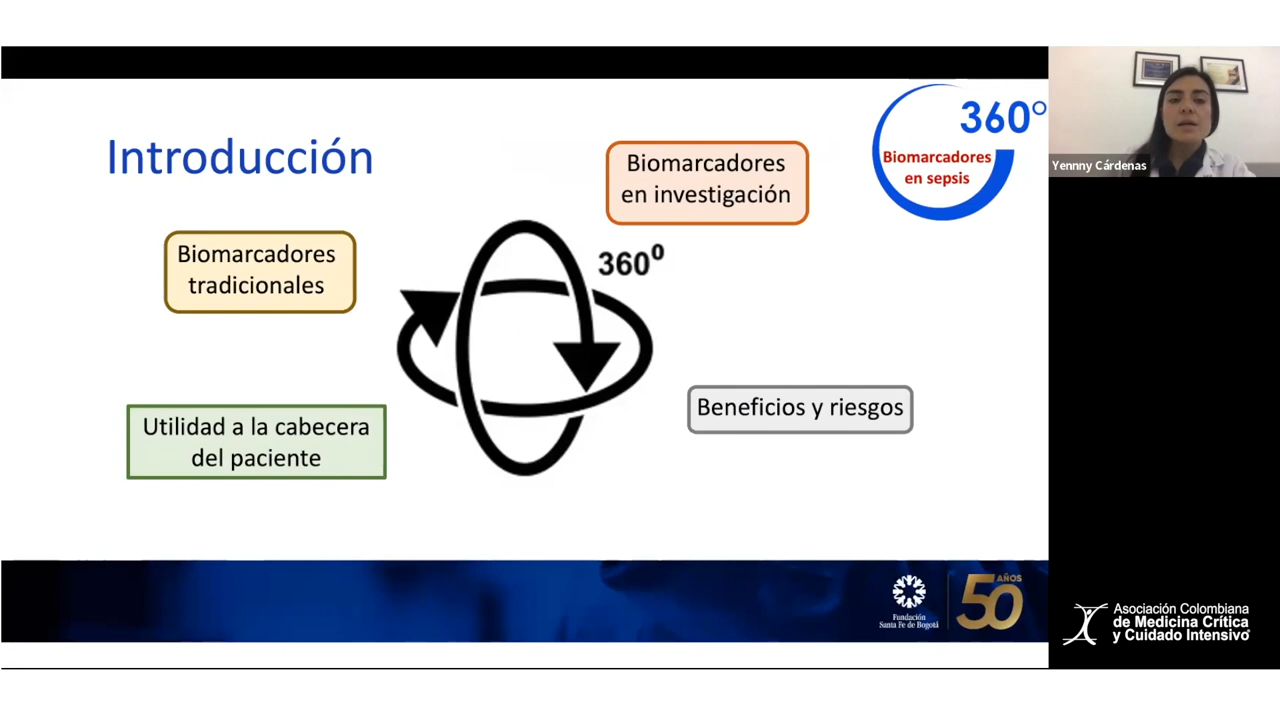 Introducción
Biomarcadores
en investigación
360°
Biomarcadores
en sepsis
Yennny Cárdenas
Biomarcadores
tradicionales
360º
Utilidad a la cabecera
del paciente
Beneficios y riesgos
Fundación
Santa Fe de Bogotá
50
AÑOS
Asociación Colombiana
de Medicina Crítica
y Cuidado Intensivo